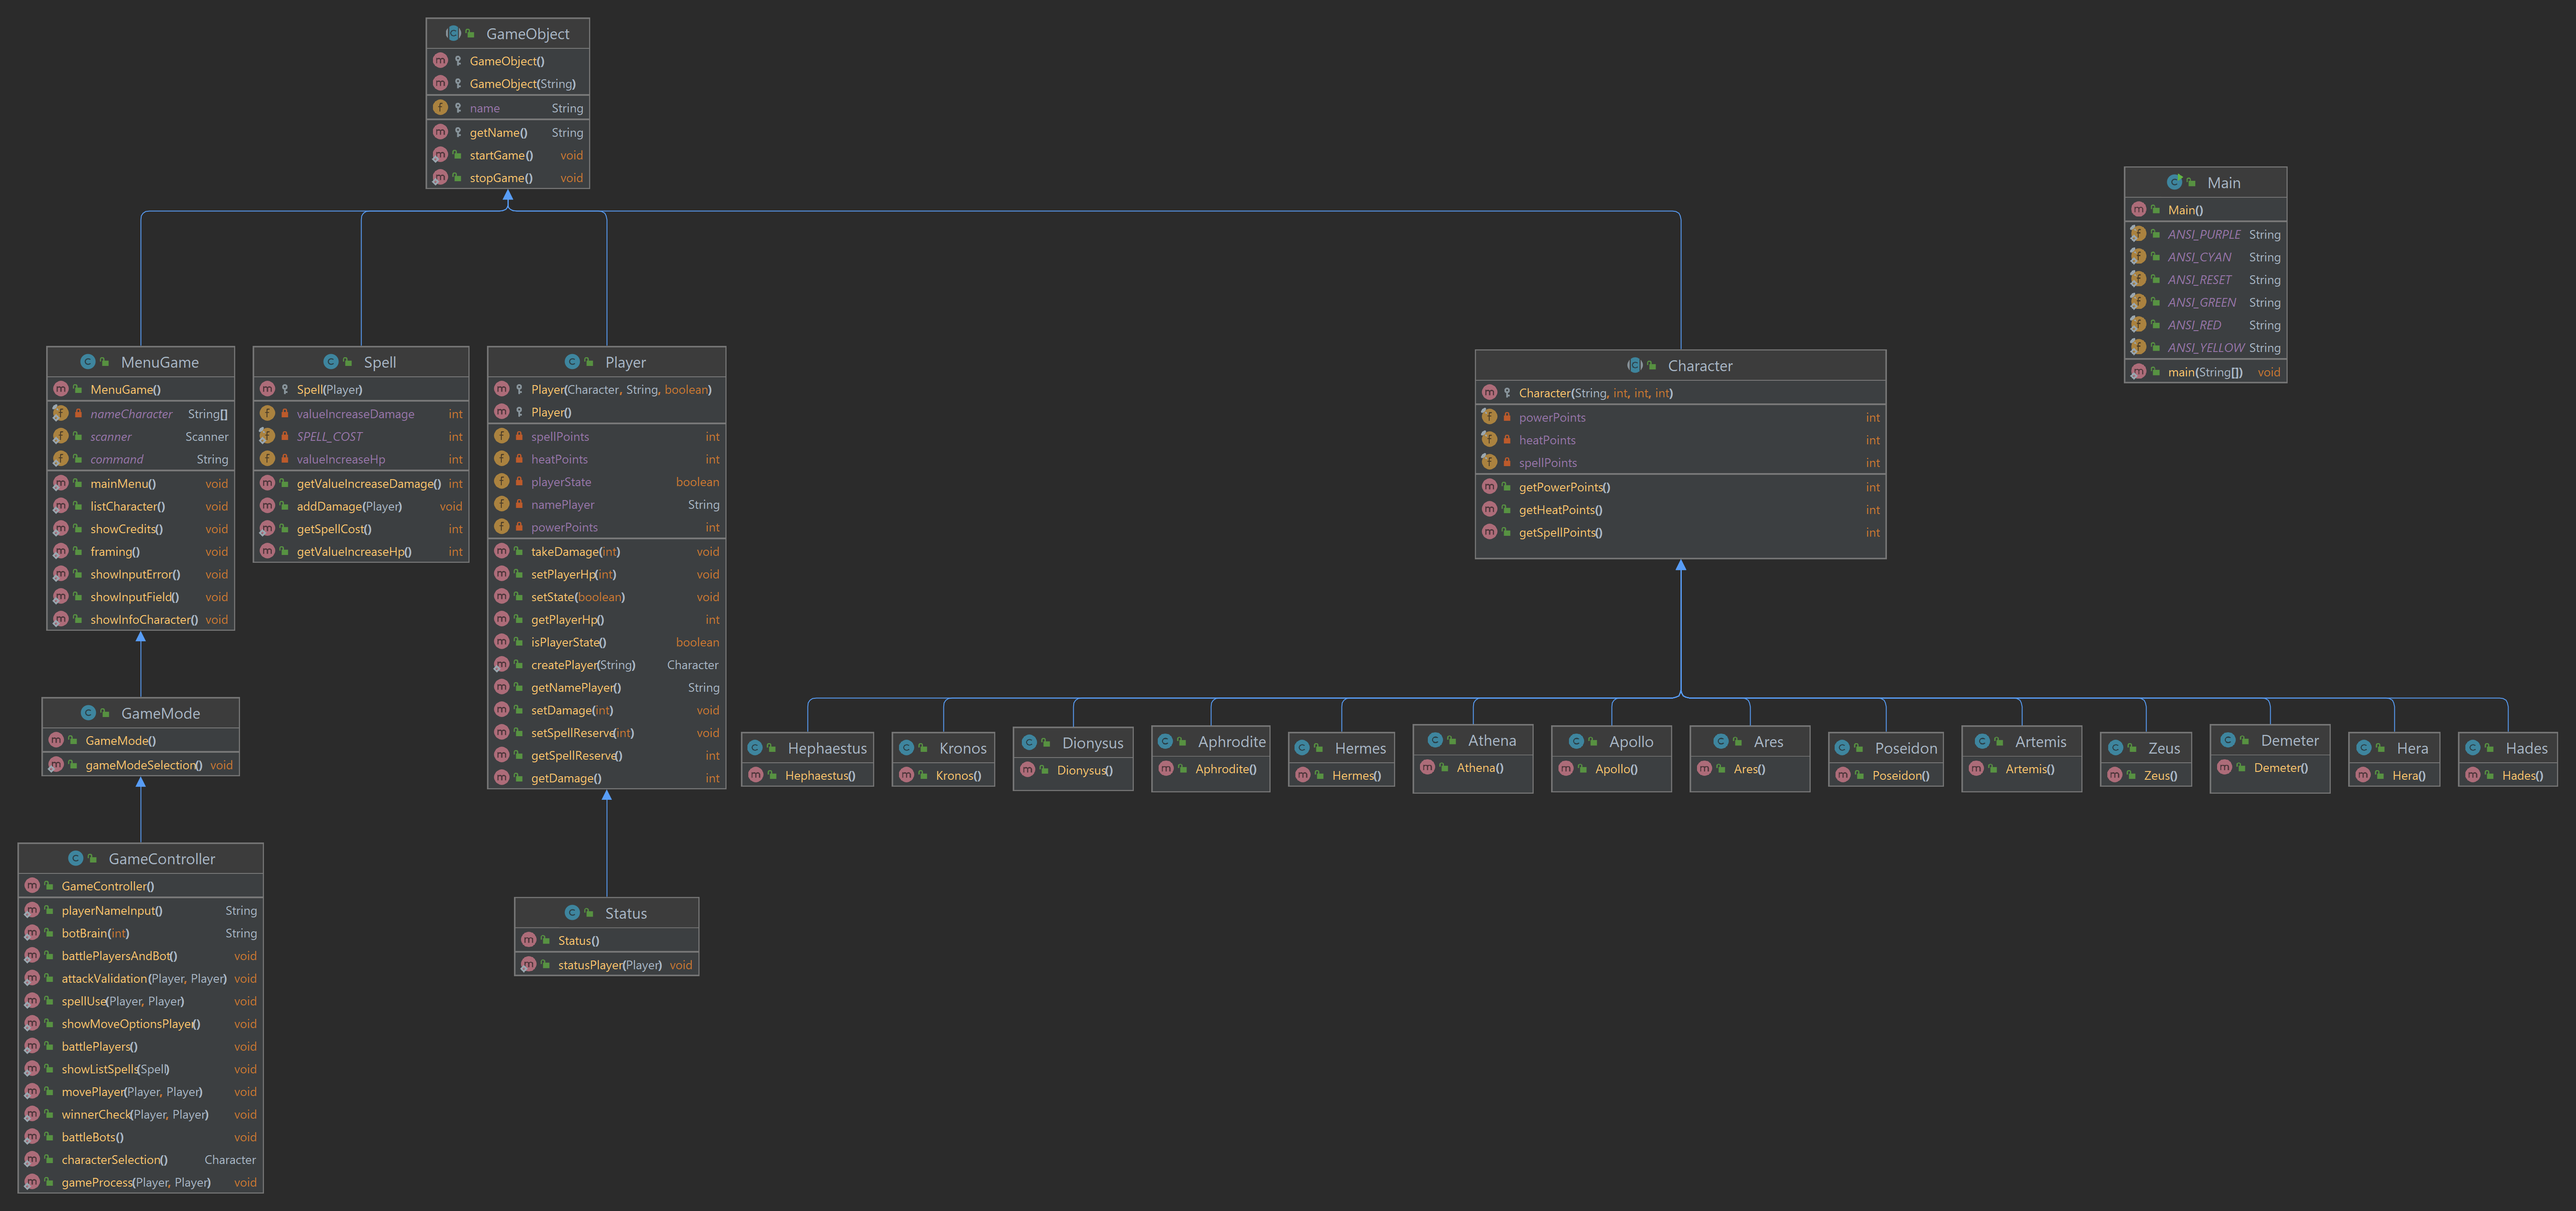 GameObject
GameObject()
GameObject(String)
name String
getName() String
startGame() void
stopGame() void
Main
Main()
ANSI_PURPLE String
ANSI_CYAN String
ANSI_RESET String
ANSI_GREEN String
ANSI_RED String
ANSI_YELLOW String
main(String[]) void
MenuGame
MenuGame()
nameCharacter String[]
scanner Scanner
command String
mainMenu() void
listCharacter() void
showCredits() void
framing() void
showInputError() void
showInputField() void
showInfoCharacter() void
Spell
Spell(Player)
valueIncreaseDamage int
SPELL_COST int
valueIncreaseHp int
getValueIncreaseDamage() int
addDamage(Player) void
getSpellCost() int
getValueIncreaseHp() int
Player
Player(Character, String, boolean)
Player()
spellPoints int
heatPoints int
playerState boolean
namePlayer String
powerPoints int
takeDamage(int) void
setPlayerHp(int) void
setState(boolean) void
getPlayerHp() int
isPlayerState() boolean
createPlayer(String) Character
getNamePlayer() String
setDamage(int) void
setSpellReserve(int) void
getSpellReserve() int
getDamage() int
Character
Character(String, int, int, int)
powerPoints int
heatPoints int
spellPoints int
getPowerPoints() int
getHeatPoints() int
getSpellPoints() int
GameMode
GameMode()
gameModeSelection() void
Hephaestus
Hephaestus()
Kronos
Kronos()
Dionysus
Dionysus()
Aphrodite
Aphrodite()
Hermes
Hermes()
Athena
Athena()
Apollo
Apollo()
Ares
Ares()
Poseidon
Poseidon()
Artemis
Artemis()
Zeus
Zeus()
Demeter
Demeter()
Hera
Hera()
Hades
Hades()
GameController
GameController()
playerNameInput() String
botBrain(int) String
battlePlayersAndBot() void
attackValidation(Player, Player) void
spellUse(Player, Player) void
showMoveOptionsPlayer() void
battlePlayers() void
showListSpells(Spell) void
movePlayer(Player, Player) void
winnerCheck(Player, Player) void
battleBots() void
characterSelection() Character
gameProcess(Player, Player) void
Status
Status()
statusPlayer(Player) void